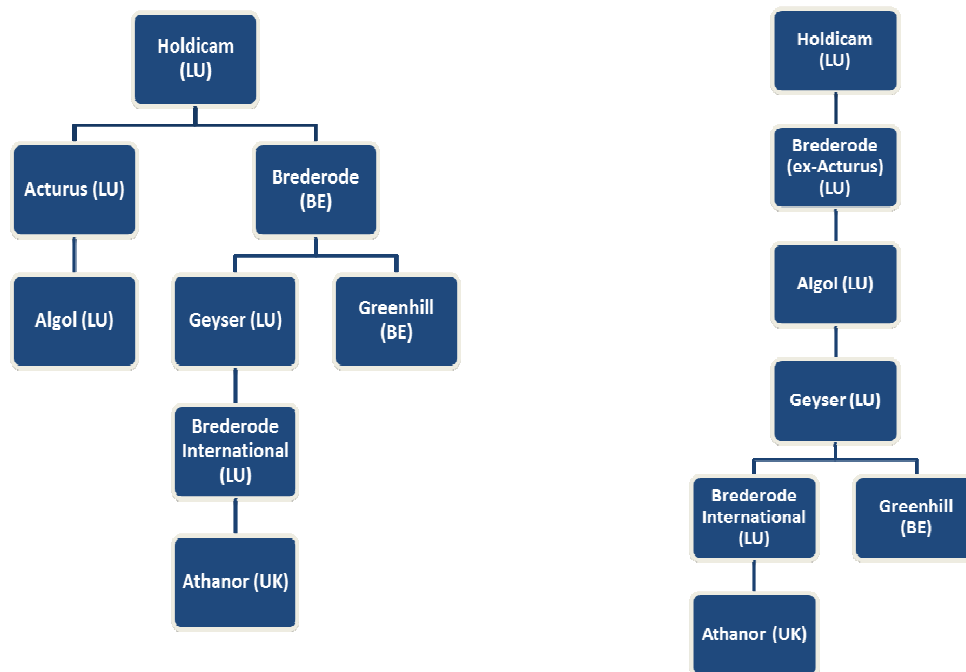 Holdicam
(LU)
Acturus (LU)
Brederode
(BE)
Algol (LU)
Geyser (LU)
Greenhill
(BE)
Brederode
International
(LU)
Athanor (UK)
Holdicam
(LU)
Brederode
(ex-Acturus)
(LU)
Algol (LU)
Geyser (LU)
Brederode
International
(LU)
Greenhill
(BE)
Athanor (UK)